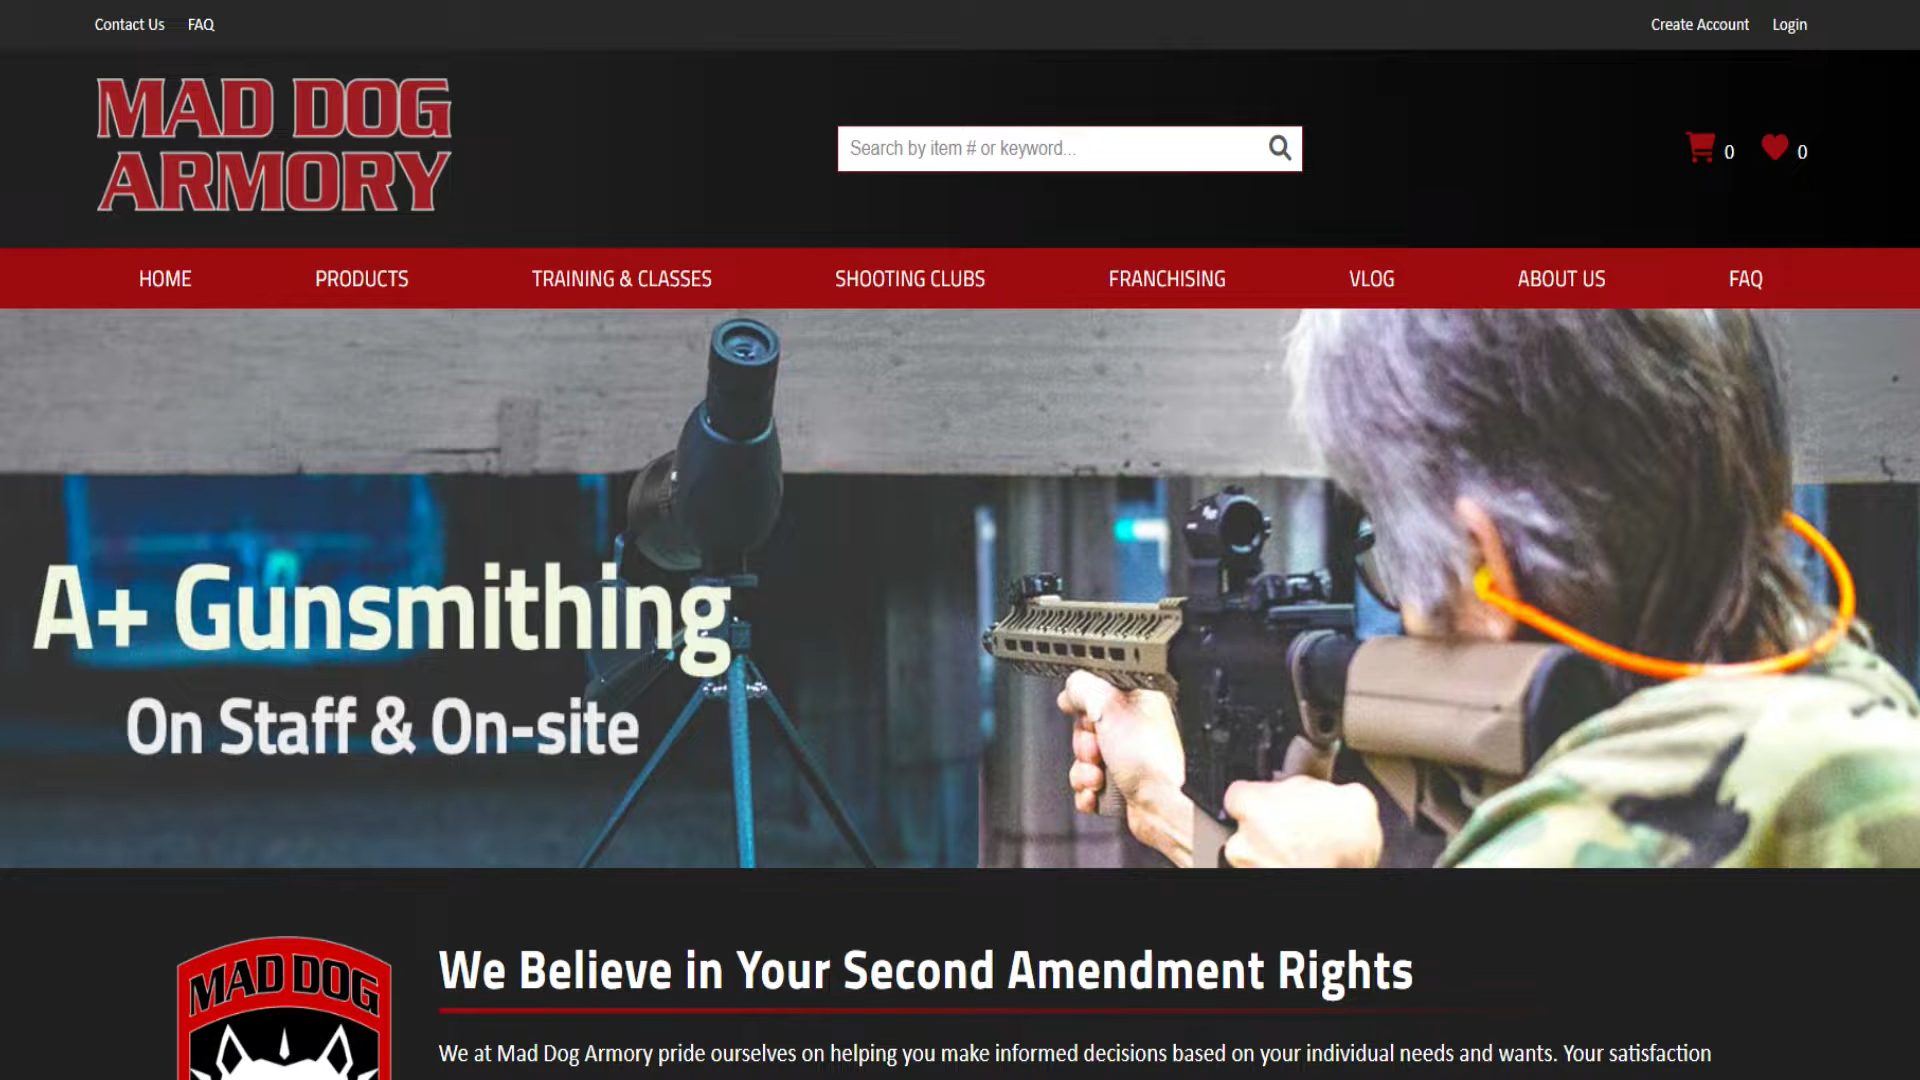 Contact Us FAQ Create Account Login
MAD DOG
ARMORY
Search by item # or keyword...
0 0
HOME PRODUCTS TRAINING & CLASSES SHOOTING CLUBS FRANCHISING VLOG ABOUT US FAQ
A+ Gunsmithing
On Staff & On-site
MAD DOG
We Believe in Your Second Amendment Rights
We at Mad Dog Armory pride ourselves on helping you make informed decisions based on your individual needs and wants. Your satisfaction